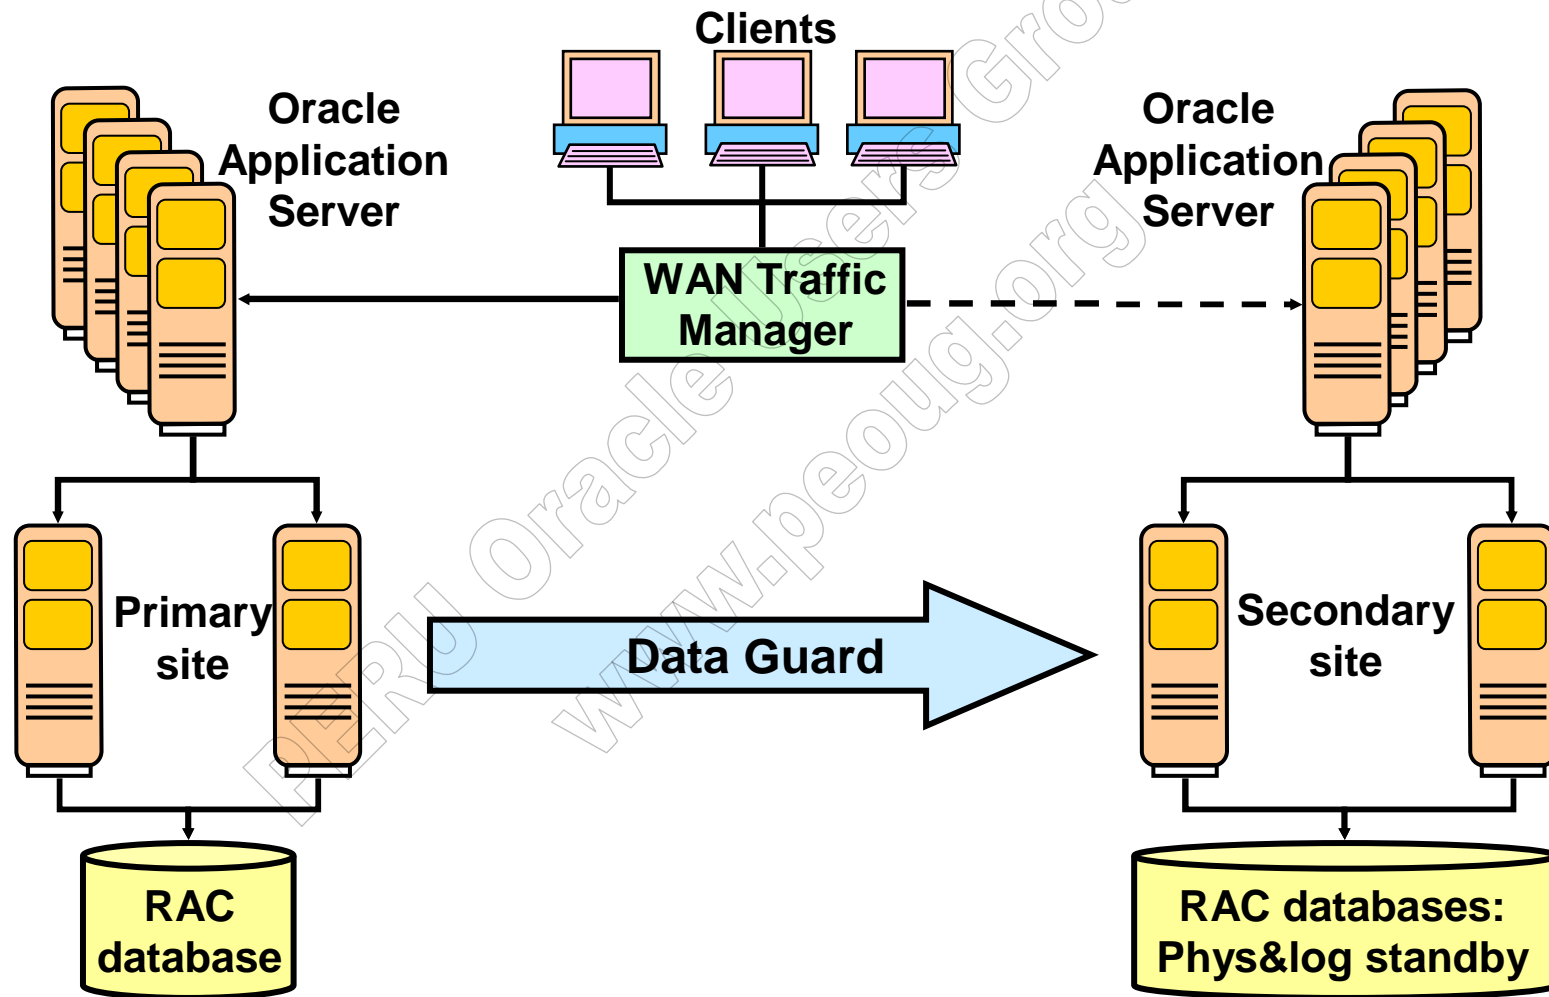 Clients
Oracle
Application
Server
Oracle
Application
Server
WAN Traffic
Manager
Primary
site
Data Guard
Secondary
site
RAC
database
RAC databases:
Phys&log standby
PERU Oracle Users Grou
www.peoug.org